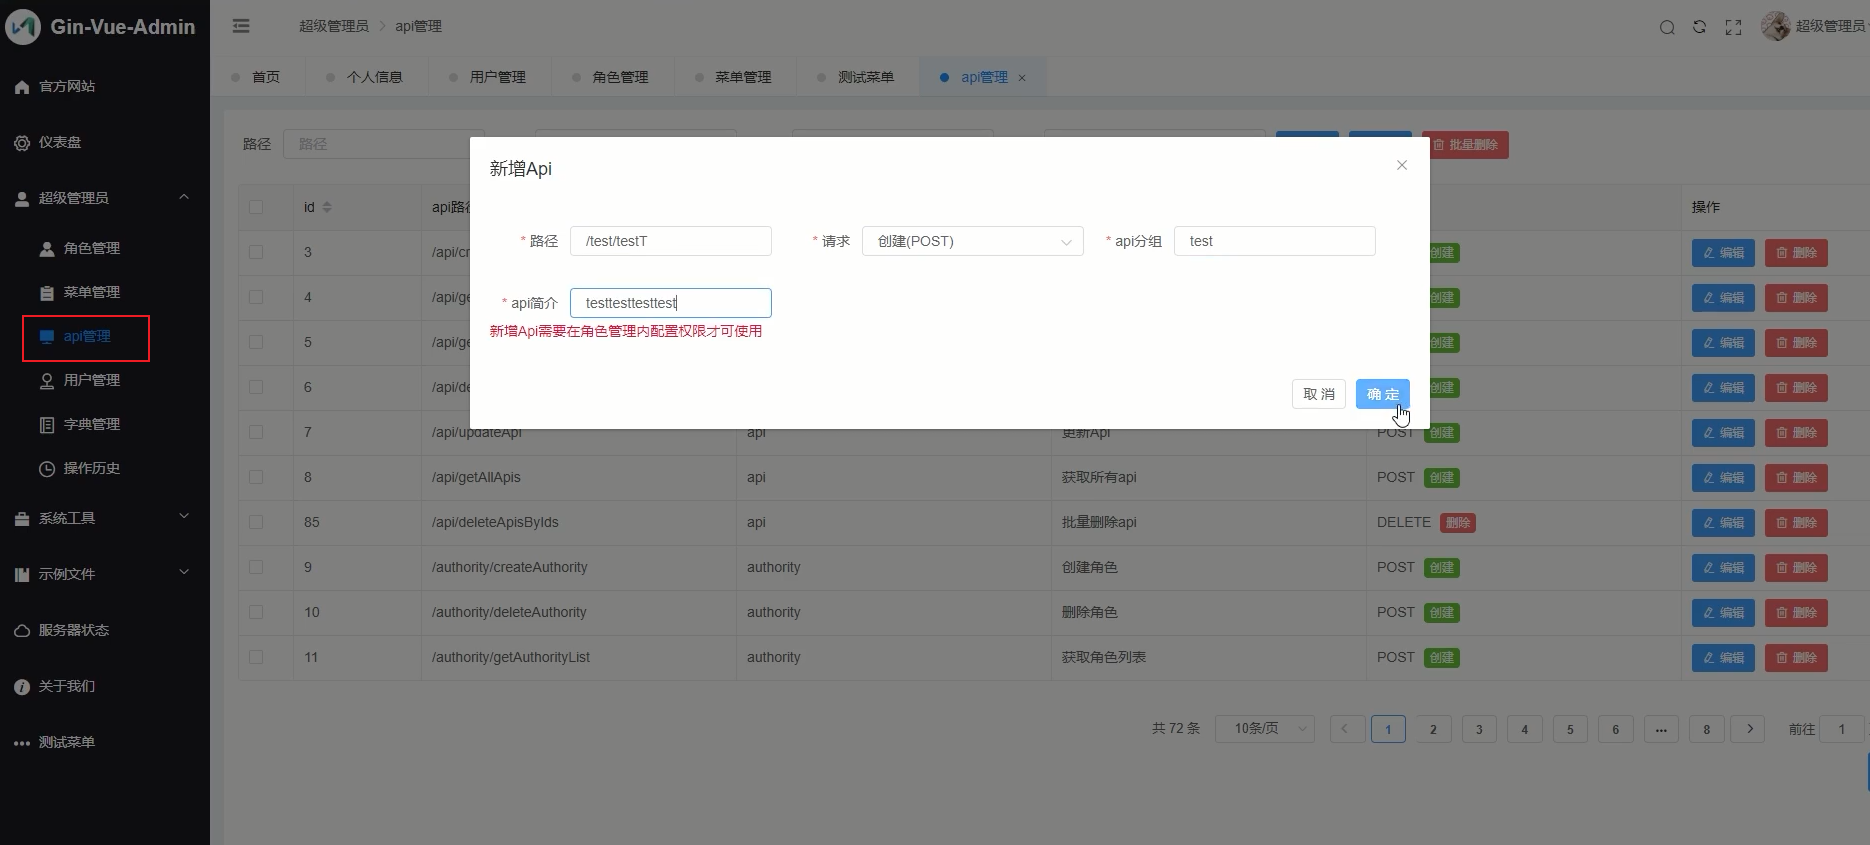 Gin-Vue-Admin
官方网站
仪表盘
超级管理员
角色管理
菜单管理
api管理
用户管理
字典管理
操作历史
系统工具
示例文件
服务器状态
关于我们
测试菜单
超级管理员 > api管理
超级管理员
首页 个人信息 用户管理 角色管理 菜单管理 测试菜单 api管理 ×
路径 路径 批量删除
新增Api
* 路径 /test/testT * 请求 创建(POST) * api分组 test
* api简介 testtesttesttest
新增Api需要在角色管理内配置权限才可使用
取 消 确 定
id api路径 操作
3 /api/cr 创建 编辑 删除
4 /api/ge 创建 编辑 删除
5 /api/ge 创建 编辑 删除
6 /api/de 创建 编辑 删除
7 /api/updateApi api 更新Api POST 创建 编辑 删除
8 /api/getAllApis api 获取所有api POST 创建 编辑 删除
85 /api/deleteApisByIds api 批量删除api DELETE 删除 编辑 删除
9 /authority/createAuthority authority 创建角色 POST 创建 编辑 删除
10 /authority/deleteAuthority authority 删除角色 POST 创建 编辑 删除
11 /authority/getAuthorityList authority 获取角色列表 POST 创建 编辑 删除
共 72 条 10条/页 < 1 2 3 4 5 6 ... 8 > 前往 1